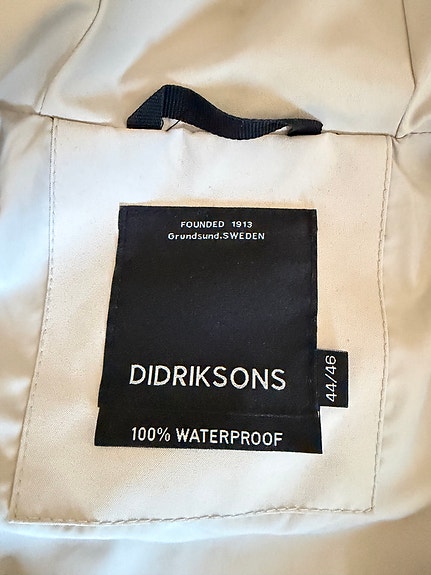 FOUNDED 1913
Grundsund.SWEDEN
DIDRIKSONS
44/46
100% WATERPROOF